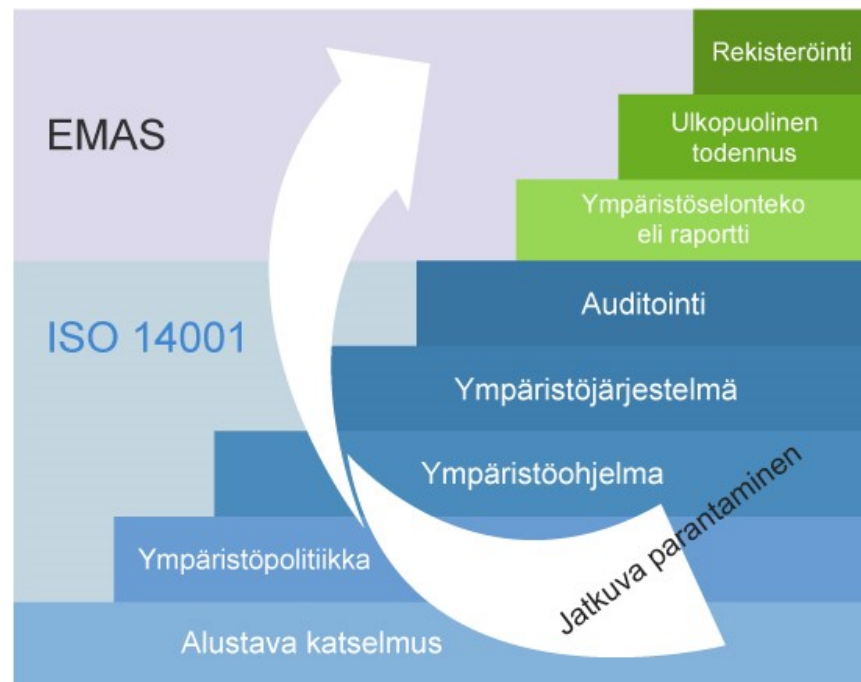 Rekisteröinti
EMAS
Ulkopuolinen
todennus
Ympäristöselonteko
eli raportti
ISO 14001
Auditointi
Ympäristöjärjestelmä
Ympäristöohjelma
Ympäristöpolitiikka
Jatkuva parantaminen
Alustava katselmus